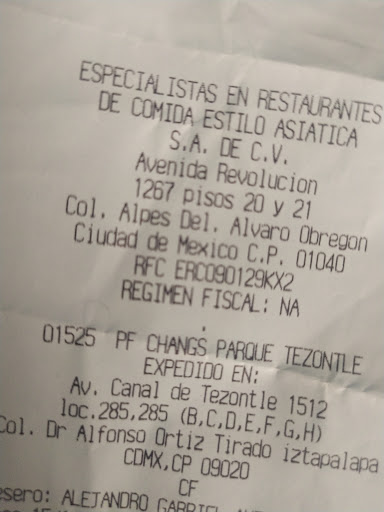 ESPECIALISTAS EN RESTAURANTES
DE COMIDA ESTILO ASIATICA
S.A. DE C.V.
Avenida Revolucion
1267 pisos 20 y 21
Col. Alpes Del. Alvaro Obregon
Ciudad de Mexico C.P. 01040
RFC ERC090129KX2
REGIMEN FISCAL: NA
.
01525 PF CHANGS PARQUE TEZONTLE
EXPEDIDO EN:
Av. Canal de Tezontle 1512
loc.285,285 (B,C,D,E,F,G,H)
Col. Dr Alfonso Ortiz Tirado iztapalapa
CDMX,CP 09020
CF
esero: ALEJANDRO GABRIEL